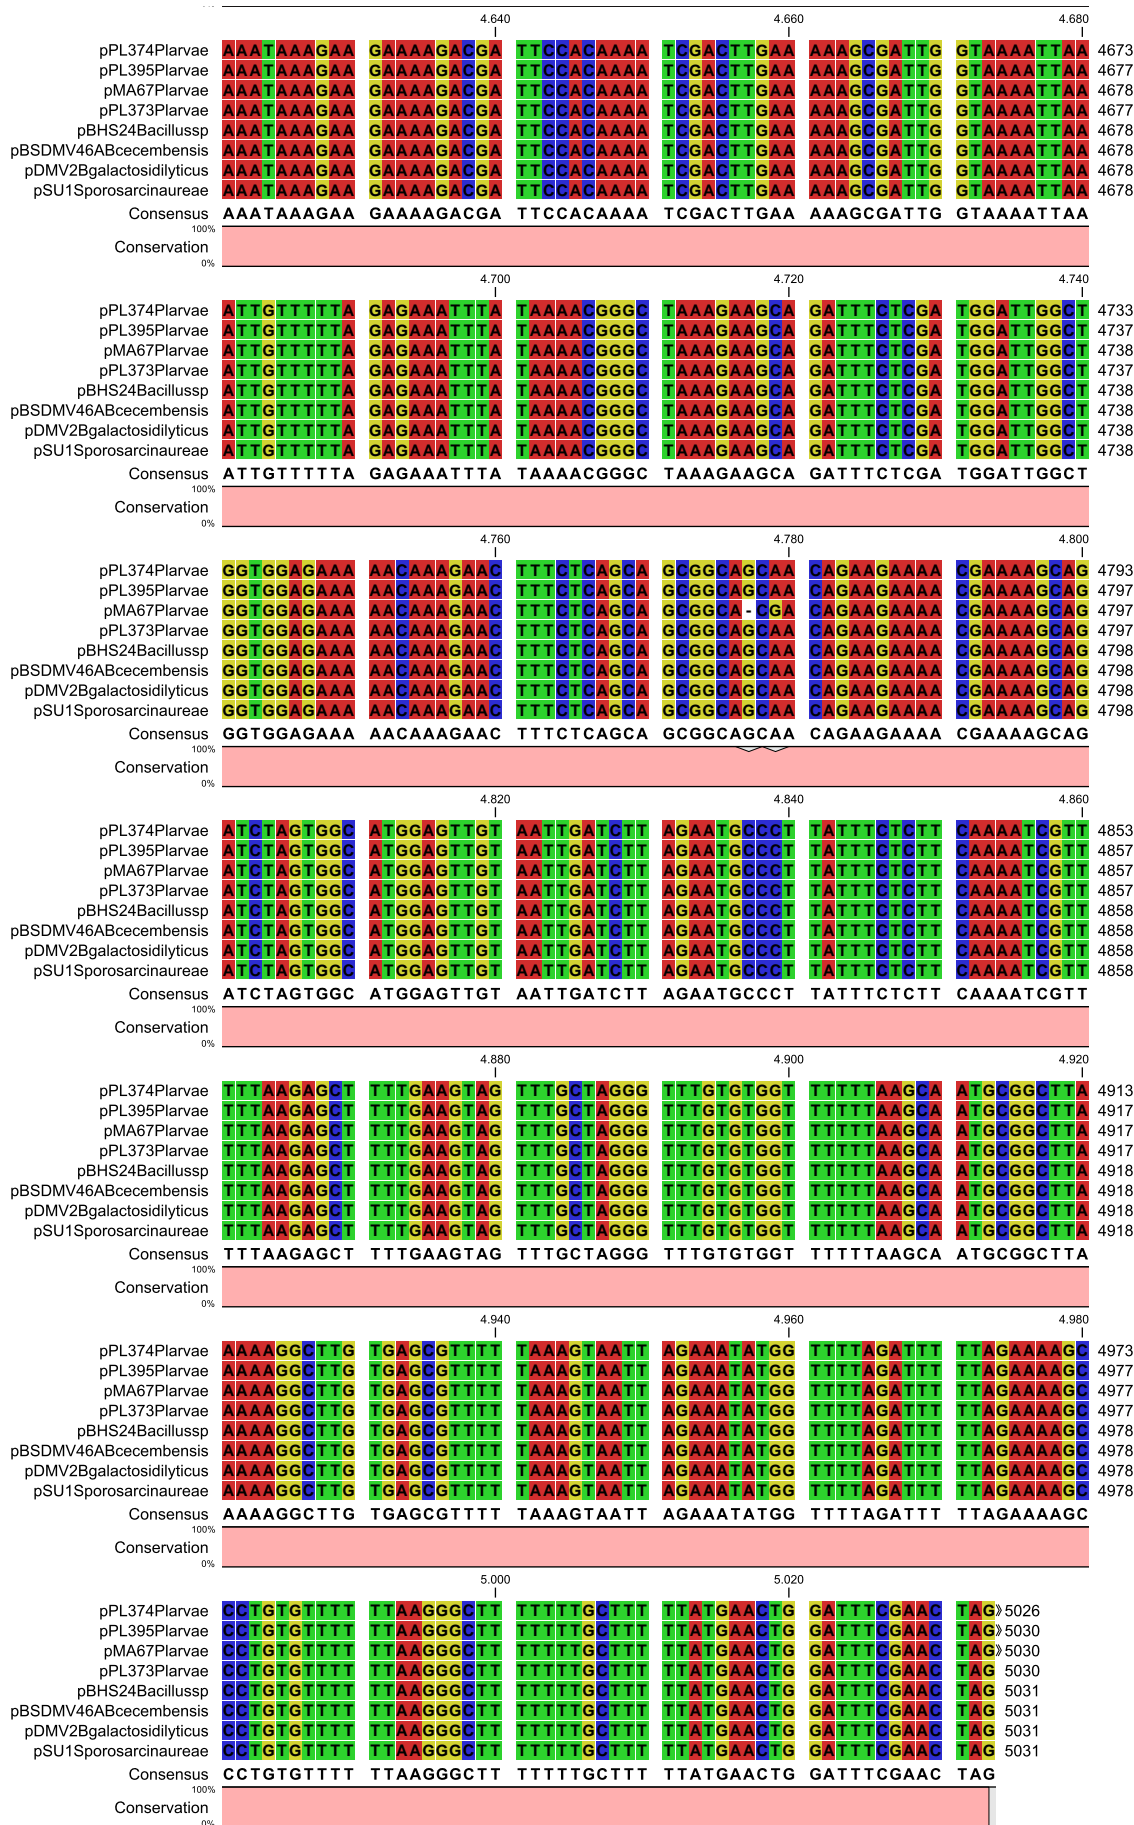 4.640 4.660 4.680
pPL374Plarvae AAATAAAGAA GAAAAGACGA TTCCACAAAA TCGACTTGAA AAAGCGATTG GTAAAATTAA 4673
pPL395Plarvae AAATAAAGAA GAAAAGACGA TTCCACAAAA TCGACTTGAA AAAGCGATTG GTAAAATTAA 4677
pMA67Plarvae AAATAAAGAA GAAAAGACGA TTCCACAAAA TCGACTTGAA AAAGCGATTG GTAAAATTAA 4678
pPL373Plarvae AAATAAAGAA GAAAAGACGA TTCCACAAAA TCGACTTGAA AAAGCGATTG GTAAAATTAA 4677
pBHS24Bacillussp AAATAAAGAA GAAAAGACGA TTCCACAAAA TCGACTTGAA AAAGCGATTG GTAAAATTAA 4678
pBSDMV46ABcecembensis AAATAAAGAA GAAAAGACGA TTCCACAAAA TCGACTTGAA AAAGCGATTG GTAAAATTAA 4678
pDMV2Bgalactosidilyticus AAATAAAGAA GAAAAGACGA TTCCACAAAA TCGACTTGAA AAAGCGATTG GTAAAATTAA 4678
pSU1Sporosarcinaureae AAATAAAGAA GAAAAGACGA TTCCACAAAA TCGACTTGAA AAAGCGATTG GTAAAATTAA 4678
Consensus AAATAAAGAA GAAAAGACGA TTCCACAAAA TCGACTTGAA AAAGCGATTG GTAAAATTAA
100%
Conservation
0%
4.700 4.720 4.740
pPL374Plarvae ATTGTTTTTA GAGAAATTTA TAAAACGGGC TAAAGAAGCA GATTTCTCGA TGGATTGGCT 4733
pPL395Plarvae ATTGTTTTTA GAGAAATTTA TAAAACGGGC TAAAGAAGCA GATTTCTCGA TGGATTGGCT 4737
pMA67Plarvae ATTGTTTTTA GAGAAATTTA TAAAACGGGC TAAAGAAGCA GATTTCTCGA TGGATTGGCT 4738
pPL373Plarvae ATTGTTTTTA GAGAAATTTA TAAAACGGGC TAAAGAAGCA GATTTCTCGA TGGATTGGCT 4737
pBHS24Bacillussp ATTGTTTTTA GAGAAATTTA TAAAACGGGC TAAAGAAGCA GATTTCTCGA TGGATTGGCT 4738
pBSDMV46ABcecembensis ATTGTTTTTA GAGAAATTTA TAAAACGGGC TAAAGAAGCA GATTTCTCGA TGGATTGGCT 4738
pDMV2Bgalactosidilyticus ATTGTTTTTA GAGAAATTTA TAAAACGGGC TAAAGAAGCA GATTTCTCGA TGGATTGGCT 4738
pSU1Sporosarcinaureae ATTGTTTTTA GAGAAATTTA TAAAACGGGC TAAAGAAGCA GATTTCTCGA TGGATTGGCT 4738
Consensus ATTGTTTTTA GAGAAATTTA TAAAACGGGC TAAAGAAGCA GATTTCTCGA TGGATTGGCT
100%
Conservation
0%
4.760 4.780 4.800
pPL374Plarvae GGTGGAGAAA AACAAAGAAC TTTCTCAGCA GCGGCAGCAA CAGAAGAAAA CGAAAAGCAG 4793
pPL395Plarvae GGTGGAGAAA AACAAAGAAC TTTCTCAGCA GCGGCAGCAA CAGAAGAAAA CGAAAAGCAG 4797
pMA67Plarvae GGTGGAGAAA AACAAAGAAC TTTCTCAGCA GCGGCA-CGA CAGAAGAAAA CGAAAAGCAG 4797
pPL373Plarvae GGTGGAGAAA AACAAAGAAC TTTCTCAGCA GCGGCAGCAA CAGAAGAAAA CGAAAAGCAG 4797
pBHS24Bacillussp GGTGGAGAAA AACAAAGAAC TTTCTCAGCA GCGGCAGCAA CAGAAGAAAA CGAAAAGCAG 4798
pBSDMV46ABcecembensis GGTGGAGAAA AACAAAGAAC TTTCTCAGCA GCGGCAGCAA CAGAAGAAAA CGAAAAGCAG 4798
pDMV2Bgalactosidilyticus GGTGGAGAAA AACAAAGAAC TTTCTCAGCA GCGGCAGCAA CAGAAGAAAA CGAAAAGCAG 4798
pSU1Sporosarcinaureae GGTGGAGAAA AACAAAGAAC TTTCTCAGCA GCGGCAGCAA CAGAAGAAAA CGAAAAGCAG 4798
Consensus GGTGGAGAAA AACAAAGAAC TTTCTCAGCA GCGGCAGCAA CAGAAGAAAA CGAAAAGCAG
100%
Conservation
0%
4.820 4.840 4.860
pPL374Plarvae ATCTAGTGGC ATGGAGTTGT AATTGATCTT AGAATGCCCT TATTTCTCTT CAAAATCGTT 4853
pPL395Plarvae ATCTAGTGGC ATGGAGTTGT AATTGATCTT AGAATGCCCT TATTTCTCTT CAAAATCGTT 4857
pMA67Plarvae ATCTAGTGGC ATGGAGTTGT AATTGATCTT AGAATGCCCT TATTTCTCTT CAAAATCGTT 4857
pPL373Plarvae ATCTAGTGGC ATGGAGTTGT AATTGATCTT AGAATGCCCT TATTTCTCTT CAAAATCGTT 4857
pBHS24Bacillussp ATCTAGTGGC ATGGAGTTGT AATTGATCTT AGAATGCCCT TATTTCTCTT CAAAATCGTT 4858
pBSDMV46ABcecembensis ATCTAGTGGC ATGGAGTTGT AATTGATCTT AGAATGCCCT TATTTCTCTT CAAAATCGTT 4858
pDMV2Bgalactosidilyticus ATCTAGTGGC ATGGAGTTGT AATTGATCTT AGAATGCCCT TATTTCTCTT CAAAATCGTT 4858
pSU1Sporosarcinaureae ATCTAGTGGC ATGGAGTTGT AATTGATCTT AGAATGCCCT TATTTCTCTT CAAAATCGTT 4858
Consensus ATCTAGTGGC ATGGAGTTGT AATTGATCTT AGAATGCCCT TATTTCTCTT CAAAATCGTT
100%
Conservation
0%
4.880 4.900 4.920
pPL374Plarvae TTTAAGAGCT TTTGAAGTAG TTTGCTAGGG TTTGTGTGGT TTTTTAAGCA ATGCGGCTTA 4913
pPL395Plarvae TTTAAGAGCT TTTGAAGTAG TTTGCTAGGG TTTGTGTGGT TTTTTAAGCA ATGCGGCTTA 4917
pMA67Plarvae TTTAAGAGCT TTTGAAGTAG TTTGCTAGGG TTTGTGTGGT TTTTTAAGCA ATGCGGCTTA 4917
pPL373Plarvae TTTAAGAGCT TTTGAAGTAG TTTGCTAGGG TTTGTGTGGT TTTTTAAGCA ATGCGGCTTA 4917
pBHS24Bacillussp TTTAAGAGCT TTTGAAGTAG TTTGCTAGGG TTTGTGTGGT TTTTTAAGCA ATGCGGCTTA 4918
pBSDMV46ABcecembensis TTTAAGAGCT TTTGAAGTAG TTTGCTAGGG TTTGTGTGGT TTTTTAAGCA ATGCGGCTTA 4918
pDMV2Bgalactosidilyticus TTTAAGAGCT TTTGAAGTAG TTTGCTAGGG TTTGTGTGGT TTTTTAAGCA ATGCGGCTTA 4918
pSU1Sporosarcinaureae TTTAAGAGCT TTTGAAGTAG TTTGCTAGGG TTTGTGTGGT TTTTTAAGCA ATGCGGCTTA 4918
Consensus TTTAAGAGCT TTTGAAGTAG TTTGCTAGGG TTTGTGTGGT TTTTTAAGCA ATGCGGCTTA
100%
Conservation
0%
4.940 4.960 4.980
pPL374Plarvae AAAAGGCTTG TGAGCGTTTT TAAAGTAATT AGAAATATGG TTTTAGATTT TTAGAAAAGC 4973
pPL395Plarvae AAAAGGCTTG TGAGCGTTTT TAAAGTAATT AGAAATATGG TTTTAGATTT TTAGAAAAGC 4977
pMA67Plarvae AAAAGGCTTG TGAGCGTTTT TAAAGTAATT AGAAATATGG TTTTAGATTT TTAGAAAAGC 4977
pPL373Plarvae AAAAGGCTTG TGAGCGTTTT TAAAGTAATT AGAAATATGG TTTTAGATTT TTAGAAAAGC 4977
pBHS24Bacillussp AAAAGGCTTG TGAGCGTTTT TAAAGTAATT AGAAATATGG TTTTAGATTT TTAGAAAAGC 4978
pBSDMV46ABcecembensis AAAAGGCTTG TGAGCGTTTT TAAAGTAATT AGAAATATGG TTTTAGATTT TTAGAAAAGC 4978
pDMV2Bgalactosidilyticus AAAAGGCTTG TGAGCGTTTT TAAAGTAATT AGAAATATGG TTTTAGATTT TTAGAAAAGC 4978
pSU1Sporosarcinaureae AAAAGGCTTG TGAGCGTTTT TAAAGTAATT AGAAATATGG TTTTAGATTT TTAGAAAAGC 4978
Consensus AAAAGGCTTG TGAGCGTTTT TAAAGTAATT AGAAATATGG TTTTAGATTT TTAGAAAAGC
100%
Conservation
0%
5.000 5.020
pPL374Plarvae CCTGTGTTTT TTAAGGGCTT TTTTTGCTTT TTATGAACTG GATTTCGAAC TAG 5026
pPL395Plarvae CCTGTGTTTT TTAAGGGCTT TTTTTGCTTT TTATGAACTG GATTTCGAAC TAG 5030
pMA67Plarvae CCTGTGTTTT TTAAGGGCTT TTTTTGCTTT TTATGAACTG GATTTCGAAC TAG 5030
pPL373Plarvae CCTGTGTTTT TTAAGGGCTT TTTTTGCTTT TTATGAACTG GATTTCGAAC TAG 5030
pBHS24Bacillussp CCTGTGTTTT TTAAGGGCTT TTTTTGCTTT TTATGAACTG GATTTCGAAC TAG 5031
pBSDMV46ABcecembensis CCTGTGTTTT TTAAGGGCTT TTTTTGCTTT TTATGAACTG GATTTCGAAC TAG 5031
pDMV2Bgalactosidilyticus CCTGTGTTTT TTAAGGGCTT TTTTTGCTTT TTATGAACTG GATTTCGAAC TAG 5031
pSU1Sporosarcinaureae CCTGTGTTTT TTAAGGGCTT TTTTTGCTTT TTATGAACTG GATTTCGAAC TAG 5031
Consensus CCTGTGTTTT TTAAGGGCTT TTTTTGCTTT TTATGAACTG GATTTCGAAC TAG
100%
Conservation
0%